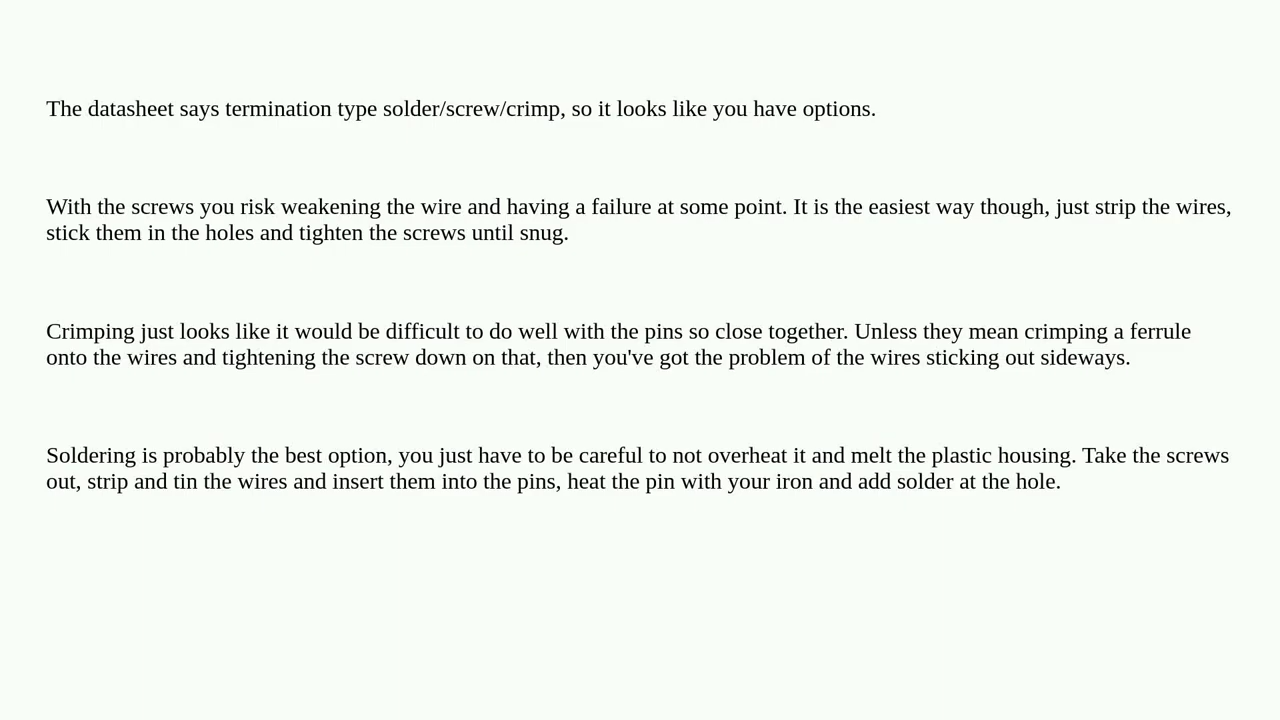 The datasheet says termination type solder/screw/crimp, so it looks like you have options.
With the screws you risk weakening the wire and having a failure at some point. It is the easiest way though, just strip the wires,
stick them in the holes and tighten the screws until snug.
Crimping just looks like it would be difficult to do well with the pins so close together. Unless they mean crimping a ferrule
onto the wires and tightening the screw down on that, then you've got the problem of the wires sticking out sideways.
Soldering is probably the best option, you just have to be careful to not overheat it and melt the plastic housing. Take the screws
out, strip and tin the wires and insert them into the pins, heat the pin with your iron and add solder at the hole.